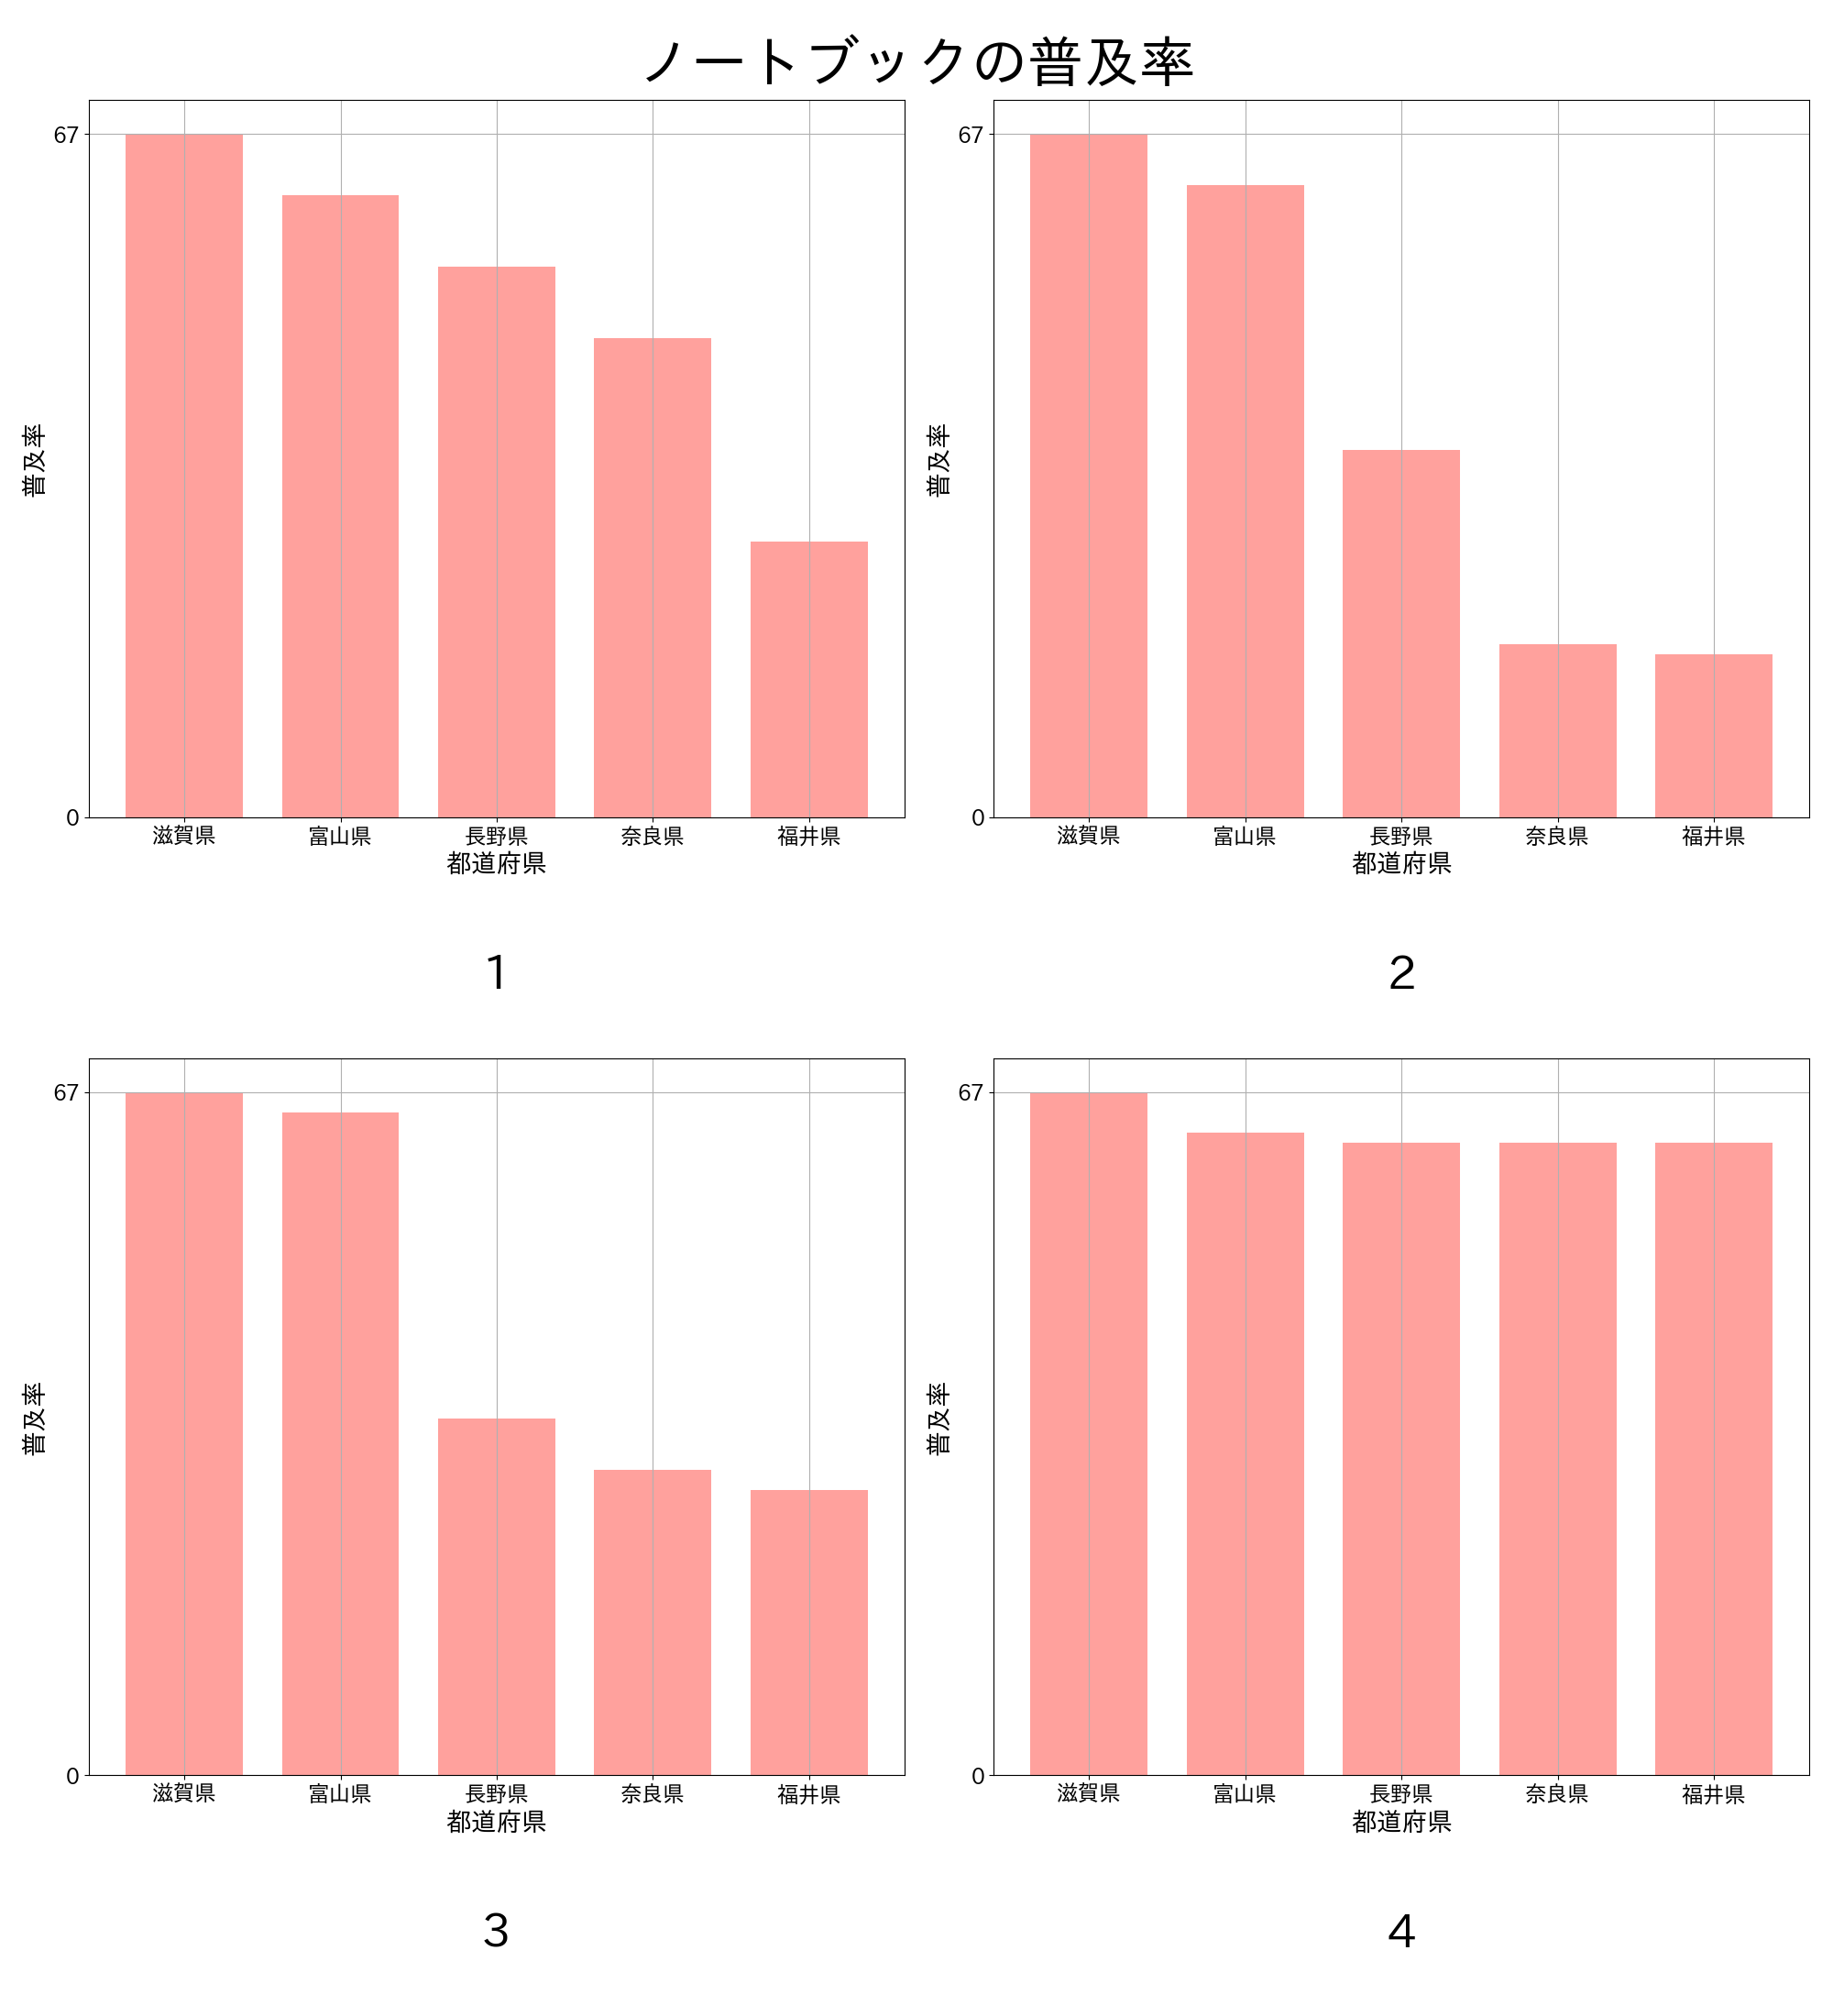 ノートブックの普及率
67
0
普及率
滋賀県 富山県 長野県 奈良県 福井県
都道府県
1
67
0
普及率
滋賀県 富山県 長野県 奈良県 福井県
都道府県
2
67
0
普及率
滋賀県 富山県 長野県 奈良県 福井県
都道府県
3
67
0
普及率
滋賀県 富山県 長野県 奈良県 福井県
都道府県
4